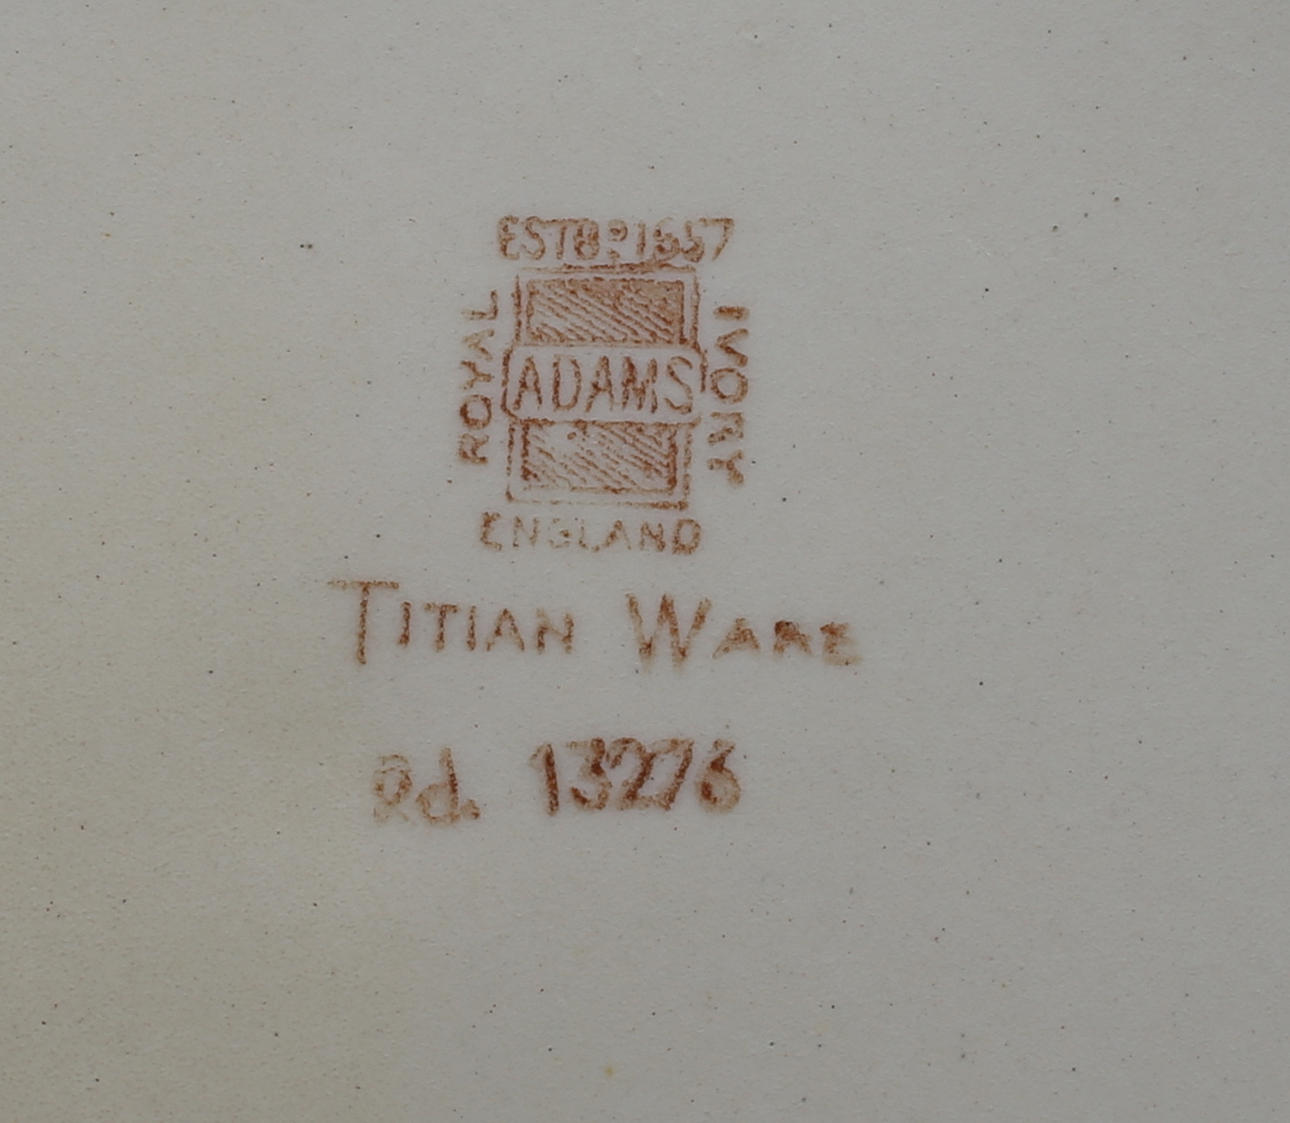 ESTBD 1657
ROYAL
ADAMS
IVORY
ENGLAND
TITIAN WARE
Rd. 13276